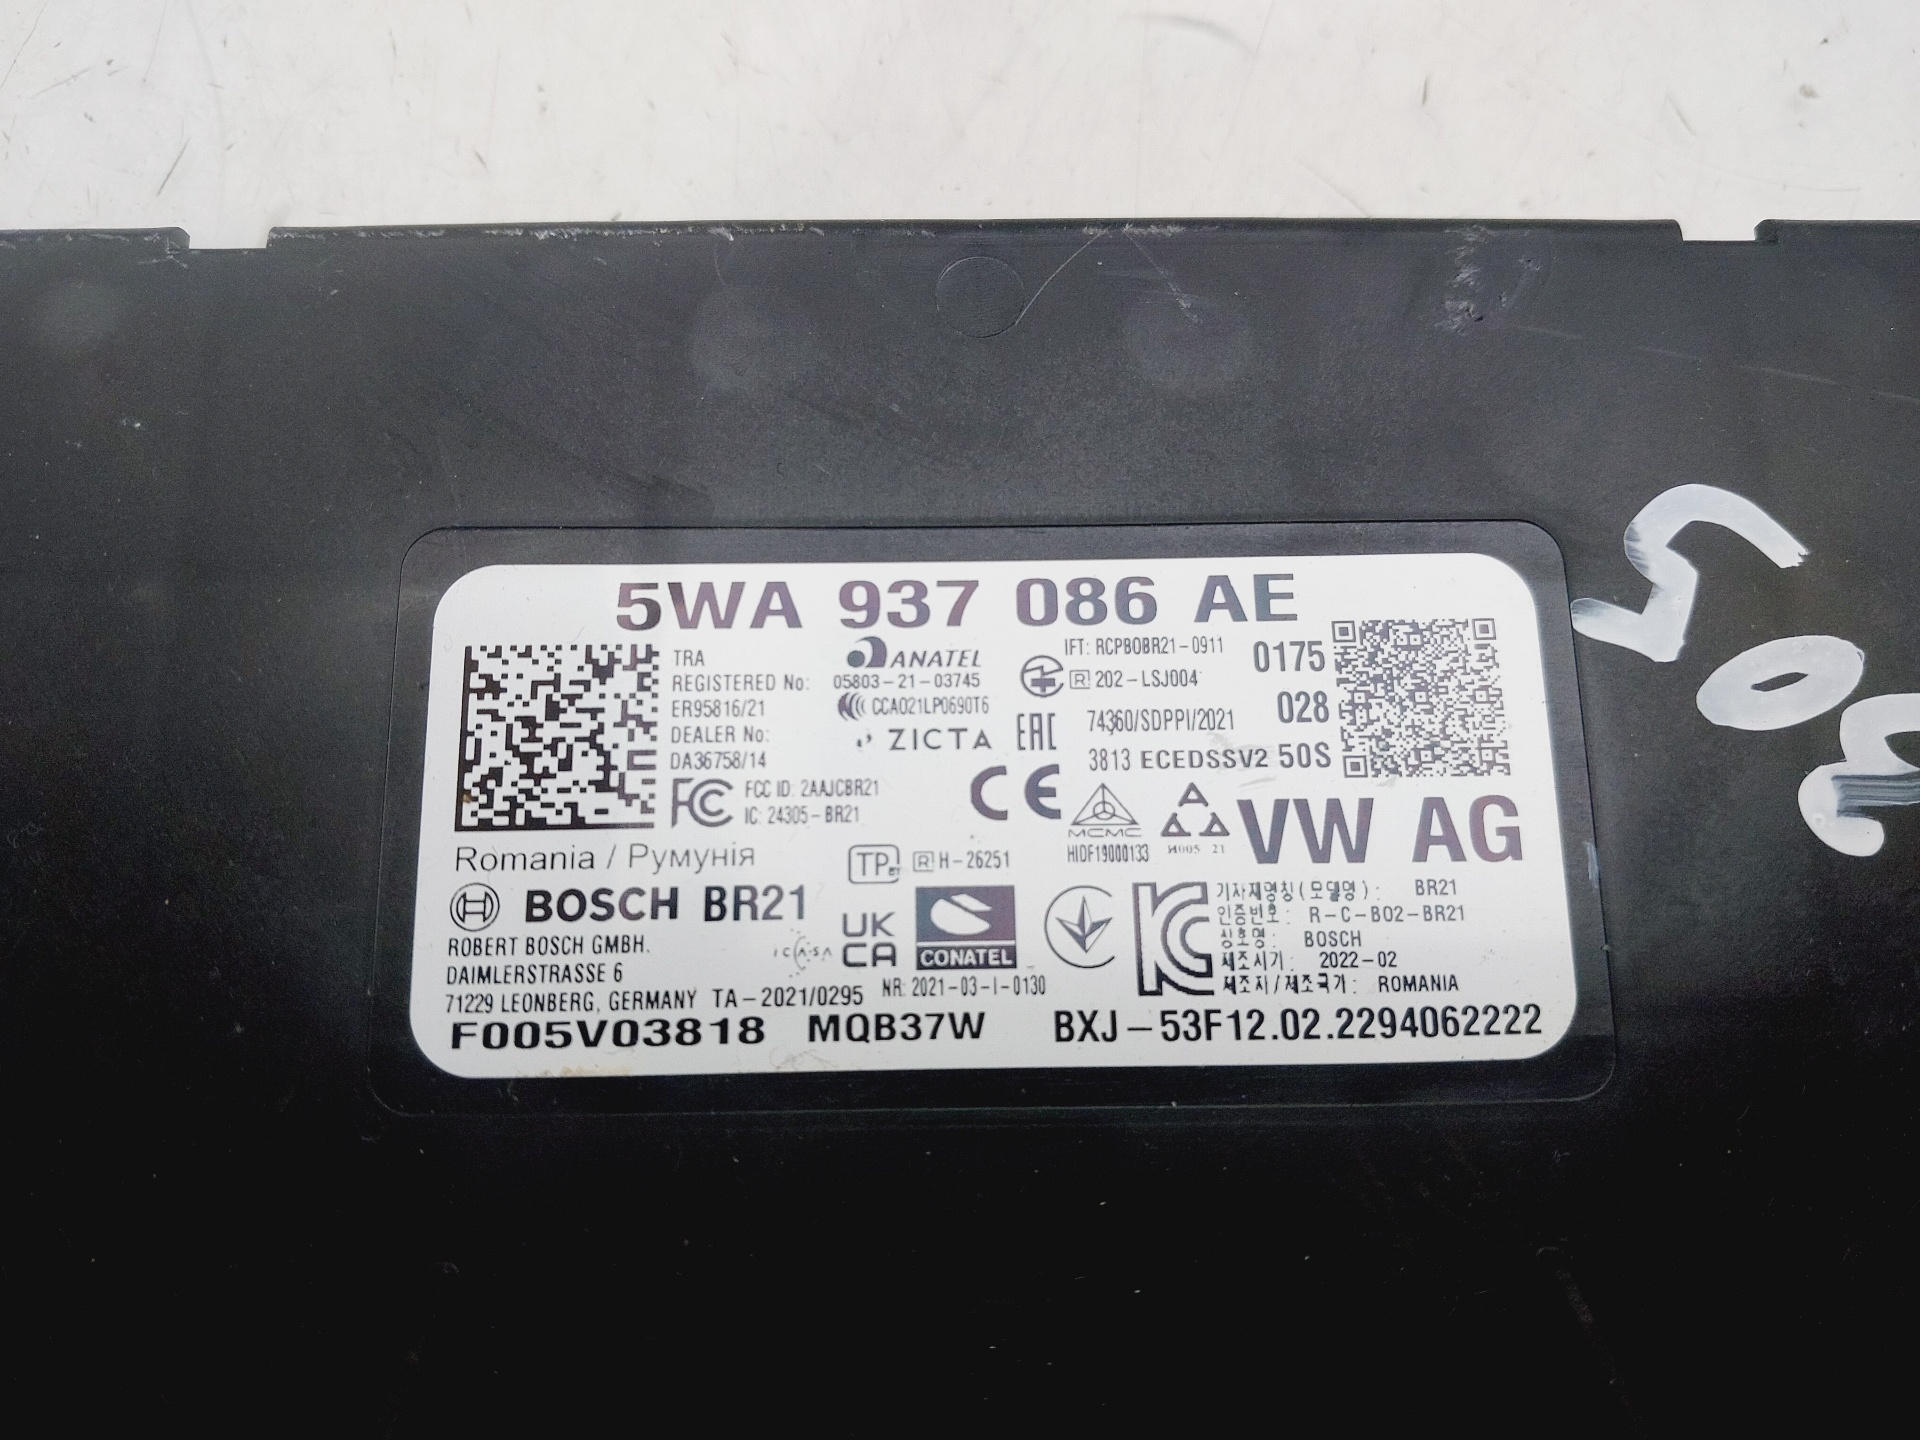 5WA 937 086 AE
TRA
REGISTERED No:
ER95816/21
DEALER No:
DA36758/14
ANATEL
05803-21-03745
CCAO21LP0690T6
ZICTA
IFT: RCPBOBR21-0911
R 202-LSJ004
EAC
74360/SDPPI/2021
3813 ECEDSSV2 50S
0175
028
FC
FCC ID: 2AAJCBR21
IC: 24305-BR21
CE
MCMC
HIDF19000133
VW AG
Romania / Румунія
TP
R H-26251
BOSCH BR21
ROBERT BOSCH GMBH.
DAIMLERSTRASSE 6
71229 LEONBERG, GERMANY TA-2021/0295
ICASA
UK
CA
CONATEL
NR: 2021-03-I-0130
KC
기자재명칭(모델명): BR21
인증번호: R-C-BO2-BR21
상호명: BOSCH
제조시기: 2022-02
제조자/제조국가: ROMANIA
F005V03818 MQB37W BXJ-53F12.02.2294062222